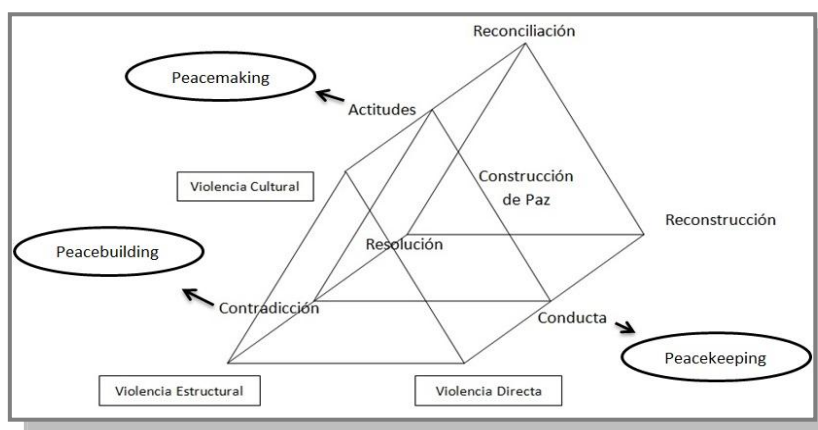 Reconciliación
Peacemaking
Actitudes
Violencia Cultural
Construcción
de Paz
Reconstrucción
Resolución
Peacebuilding
Contradicción
Conducta
Peacekeeping
Violencia Estructural
Violencia Directa